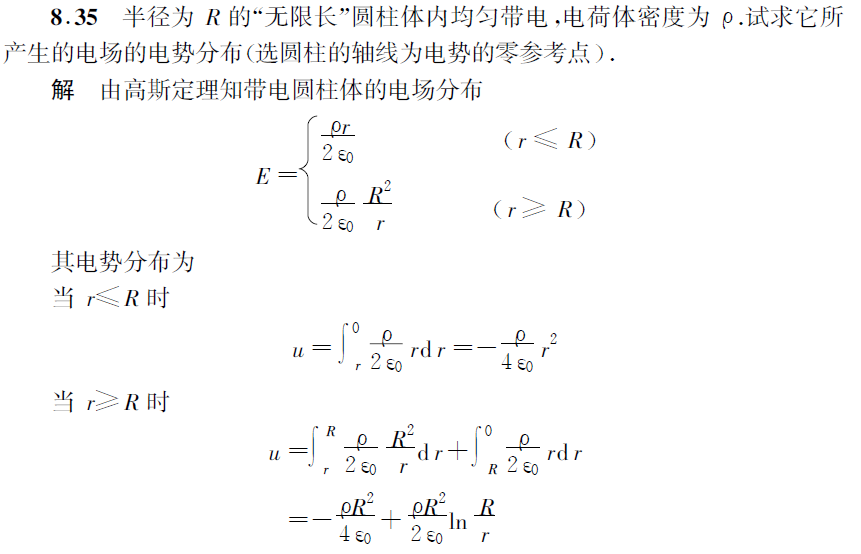 8.35 半径为 R 的“无限长”圆柱体内均匀带电,电荷体密度为 ρ.试求它所
产生的电场的电势分布(选圆柱的轴线为电势的零参考点).
解 由高斯定理知带电圆柱体的电场分布
E = { ρr/2ε₀ (r ≤ R)
ρ/2ε₀ R²/r (r ≥ R)
其电势分布为
当 r≤R 时
u = ∫_r^0 ρ/2ε₀ rdr = -ρ/4ε₀ r²
当 r≥R 时
u = ∫_r^R ρ/2ε₀ R²/r dr + ∫_R^0 ρ/2ε₀ rdr
= -ρR²/4ε₀ + ρR²/2ε₀ ln R/r